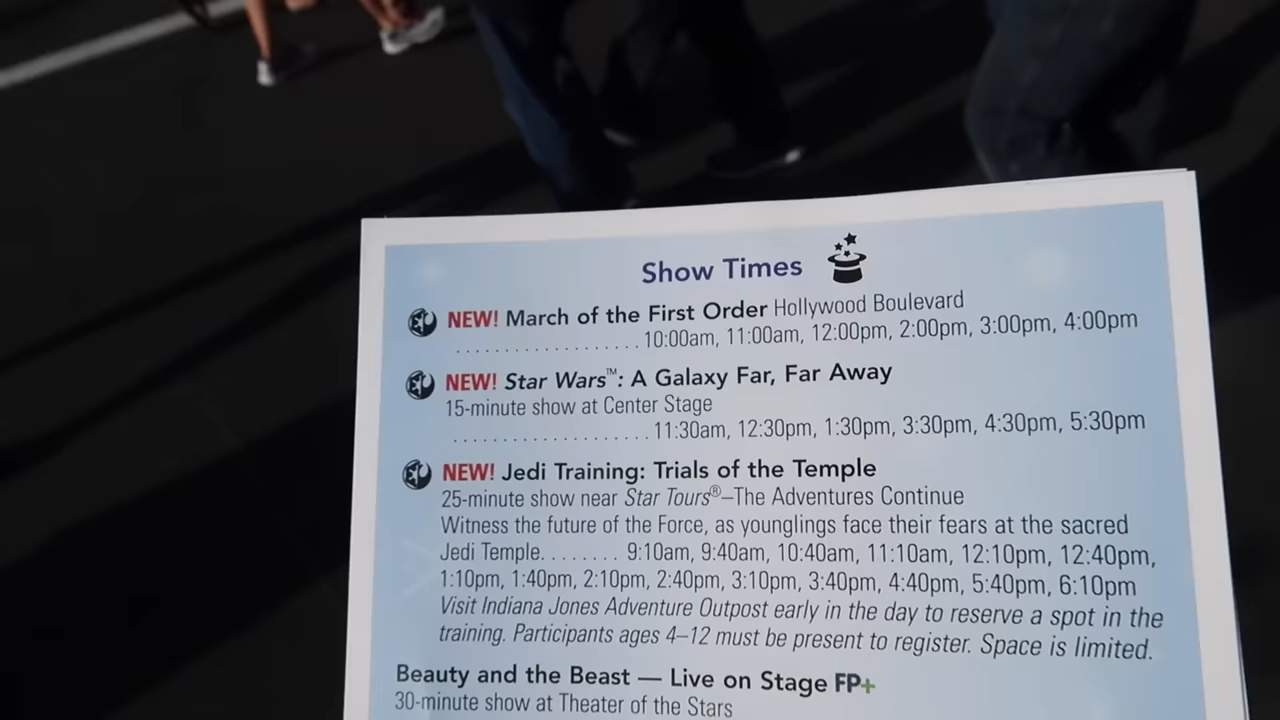 Show Times
NEW! March of the First Order Hollywood Boulevard
. . . . . . . . . . . . . . . . . . . 10:00am, 11:00am, 12:00pm, 2:00pm, 3:00pm, 4:00pm
NEW! Star Wars™: A Galaxy Far, Far Away
15-minute show at Center Stage
. . . . . . . . . . . . . . . . . . . . 11:30am, 12:30pm, 1:30pm, 3:30pm, 4:30pm, 5:30pm
NEW! Jedi Training: Trials of the Temple
25-minute show near Star Tours®–The Adventures Continue
Witness the future of the Force, as younglings face their fears at the sacred
Jedi Temple. . . . . . . . 9:10am, 9:40am, 10:40am, 11:10am, 12:10pm, 12:40pm,
1:10pm, 1:40pm, 2:10pm, 2:40pm, 3:10pm, 3:40pm, 4:40pm, 5:40pm, 6:10pm
Visit Indiana Jones Adventure Outpost early in the day to reserve a spot in the
training. Participants ages 4–12 must be present to register. Space is limited.
Beauty and the Beast — Live on Stage FP+
30-minute show at Theater of the Stars